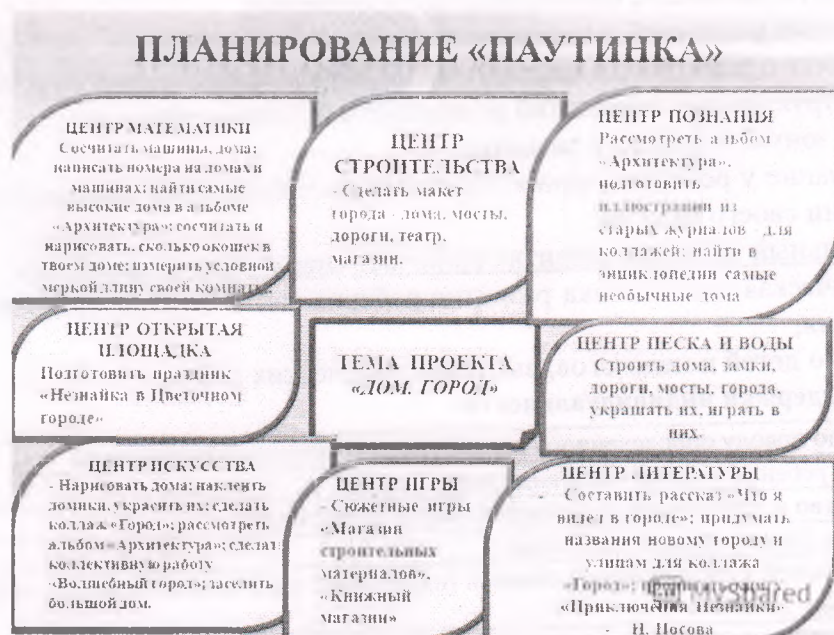 ПЛАНИРОВАНИЕ «ПАУТИНКА»
ЦЕНТР МАТЕМАТИКИ
Сосчитать машины, дома;
написать номера на домах и
машинах; найти самые
высокие дома в альбоме
«Архитектура»; сосчитать и
нарисовать, сколько окошек в
твоем доме; измерить условной
меркой длину своей комнаты.
ЦЕНТР
СТРОИТЕЛЬСТВА
- Сделать макет
города - дома, мосты,
дороги, театр,
магазин.
ЦЕНТР ПОЗНАНИЯ
Рассмотреть альбом
«Архитектура»,
подготовить
иллюстрации из
старых журналов для
коллажей; найти в
энциклопедии самые
необычные дома
ЦЕНТР ОТКРЫТАЯ
ПЛОЩАДКА
Подготовить праздник
«Незнайка в Цветочном
городе»
ТЕМА ПРОЕКТА
«ДОМ. ГОРОД»
ЦЕНТР ПЕСКА И ВОДЫ
Строить дома, замки,
дороги, мосты, города,
украшать их, играть в
них.
ЦЕНТР ИСКУССТВА
- Нарисовать дома; наклеить
домики, украсить их; сделать
коллаж «Город»; рассмотреть
альбом «Архитектура»; сделат
коллективную работу
«Волшебный город»; заселить
большой дом.
ЦЕНТР ИГРЫ
- Сюжетные игры
«Магазин
строительных
материалов»,
«Книжный
магазин»
ЦЕНТР ЛИТЕРАТУРЫ
- Составить рассказ «Что я
видел в городе»; придумать
названия новому городу и
улицам для коллажа
«Город»;
«Приключения Незнайки»
- Н. Носова
MyShared